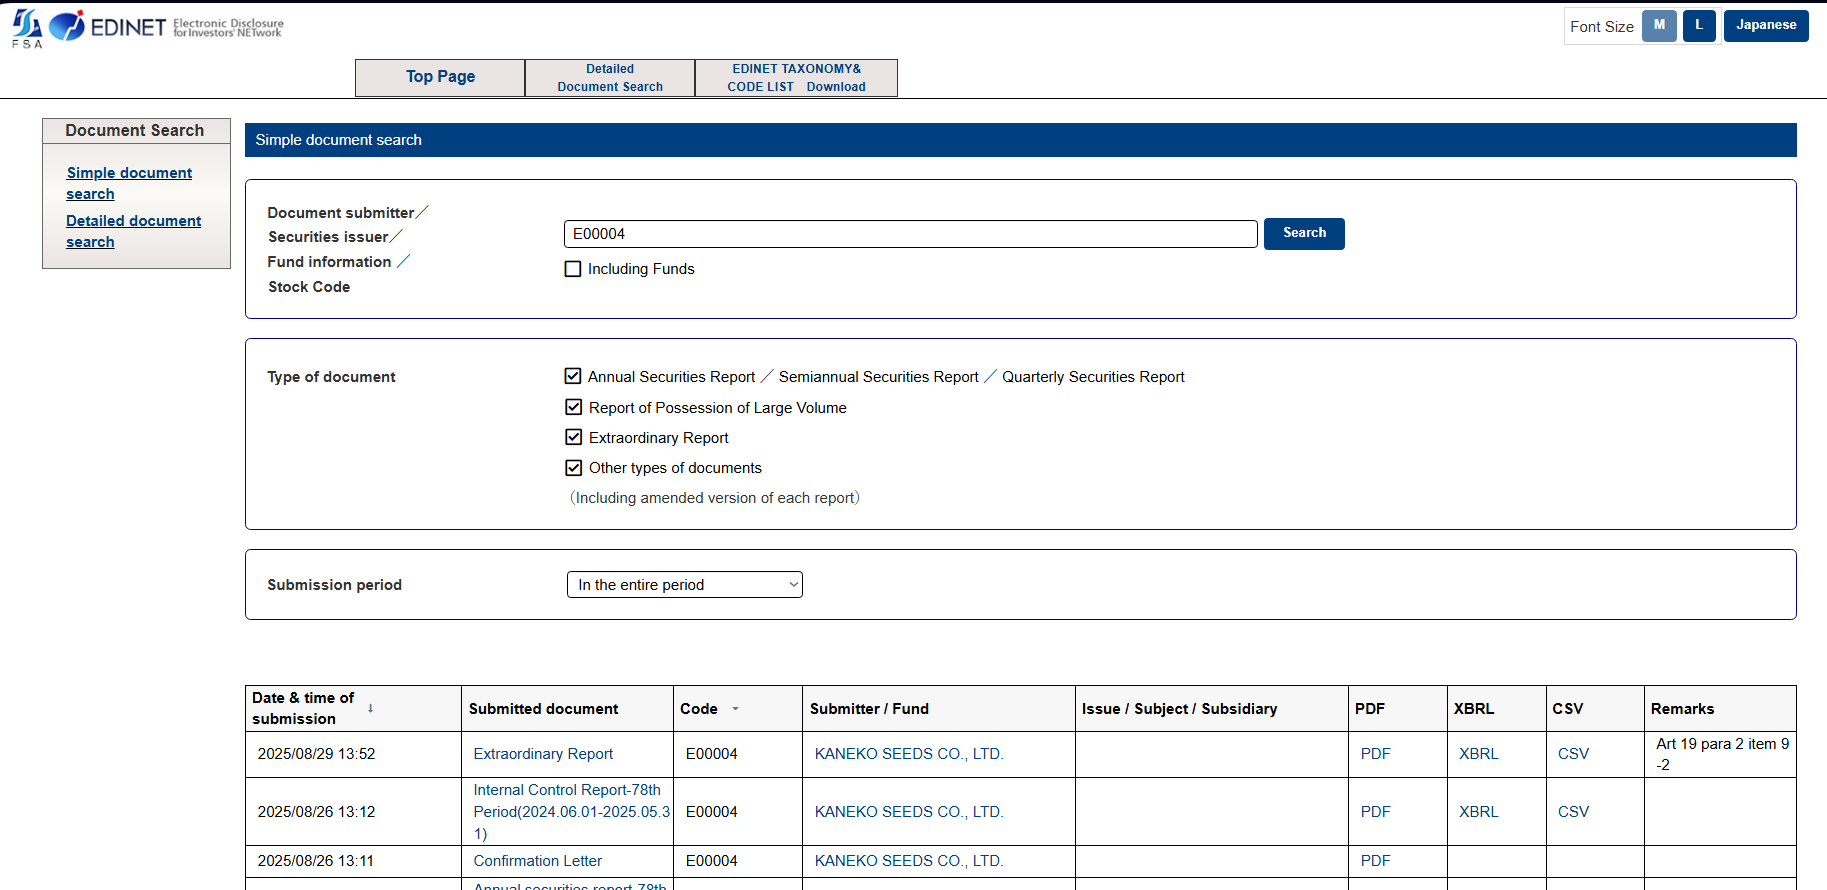 FSA
EDINET
Electronic Disclosure
for Investors' NETwork
Font Size
M
L
Japanese
Top Page
Detailed
Document Search
EDINET TAXONOMY&
CODE LIST Download
Document Search
Simple document
search
Detailed document
search
Simple document search
Document submitter／
Securities issuer／
Fund information ／
Stock Code
E00004
Search
Including Funds
Type of document
Annual Securities Report ／ Semiannual Securities Report ／ Quarterly Securities Report
Report of Possession of Large Volume
Extraordinary Report
Other types of documents
（Including amended version of each report）
Submission period
In the entire period
Date & time of
submission ↓
Submitted document
Code
Submitter / Fund
Issue / Subject / Subsidiary
PDF
XBRL
CSV
Remarks
2025/08/29 13:52
Extraordinary Report
E00004
KANEKO SEEDS CO., LTD.
PDF
XBRL
CSV
Art 19 para 2 item 9
-2
2025/08/26 13:12
Internal Control Report-78th
Period(2024.06.01-2025.05.3
1)
E00004
KANEKO SEEDS CO., LTD.
PDF
XBRL
CSV
2025/08/26 13:11
Confirmation Letter
E00004
KANEKO SEEDS CO., LTD.
PDF
Annual securities report-78th